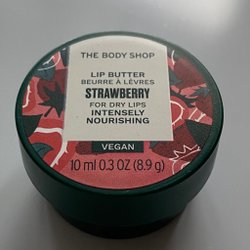 THE BODY SHOP
LIP BUTTER
BEURRE À LÈVRES
STRAWBERRY
FOR DRY LIPS
INTENSELY
NOURISHING
VEGAN
10 ml 0.3 OZ (8.9 g)